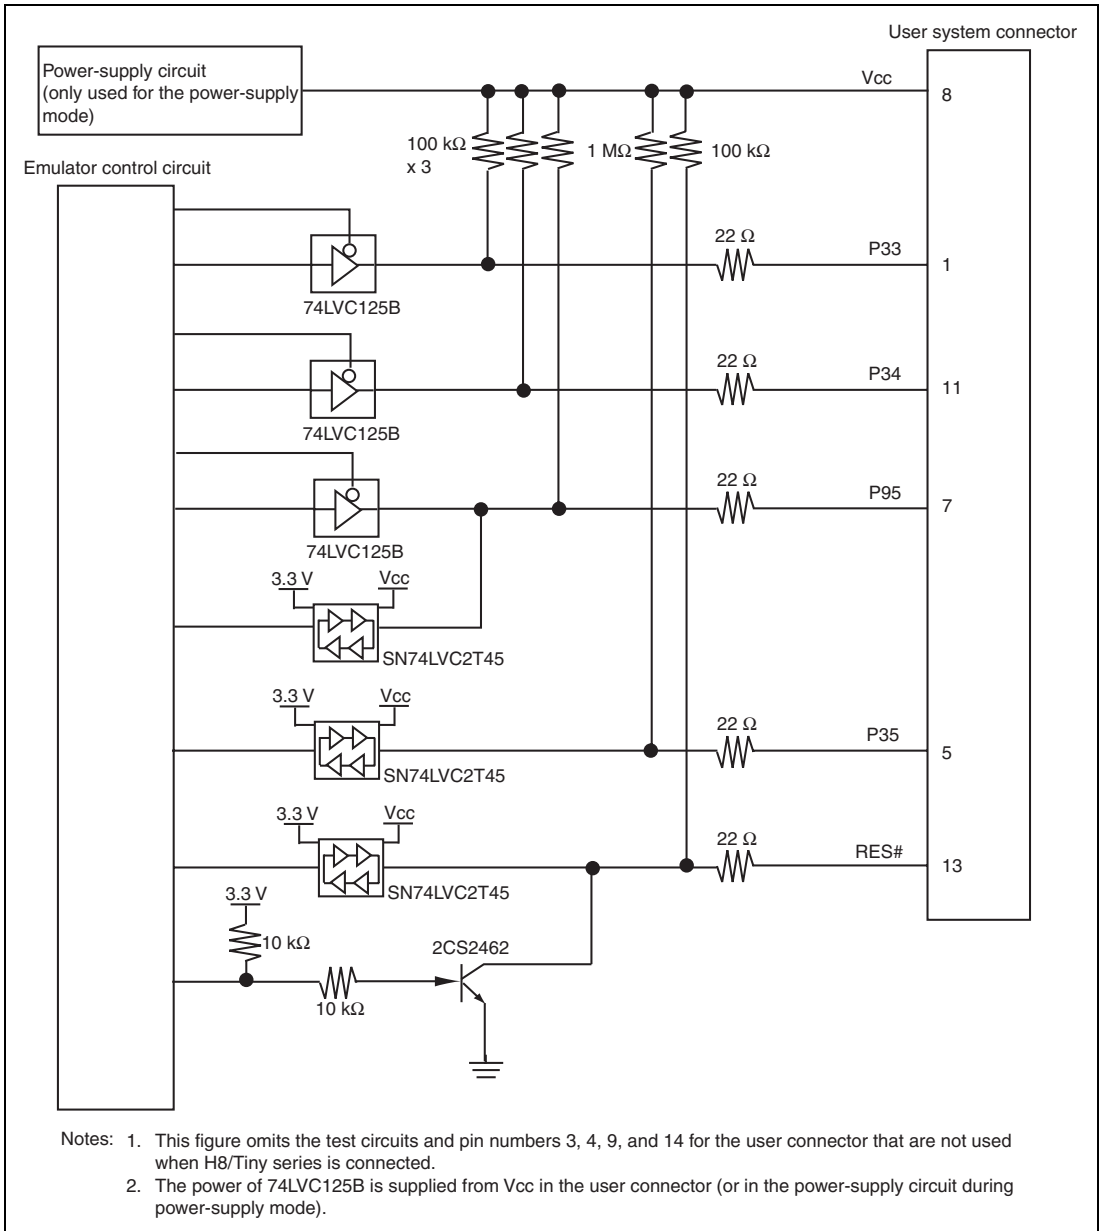 User system connector
Power-supply circuit
(only used for the power-supply
mode)
Vcc
8
100 kΩ
x 3
1 MΩ
100 kΩ
Emulator control circuit
22 Ω
P33
1
74LVC125B
22 Ω
P34
11
74LVC125B
22 Ω
P95
7
74LVC125B
3.3 V
Vcc
SN74LVC2T45
3.3 V
Vcc
22 Ω
P35
5
SN74LVC2T45
3.3 V
Vcc
22 Ω
RES#
13
SN74LVC2T45
3.3 V
10 kΩ
2CS2462
10 kΩ
Notes: 1. This figure omits the test circuits and pin numbers 3, 4, 9, and 14 for the user connector that are not used
when H8/Tiny series is connected.
2. The power of 74LVC125B is supplied from Vcc in the user connector (or in the power-supply circuit during
power-supply mode).